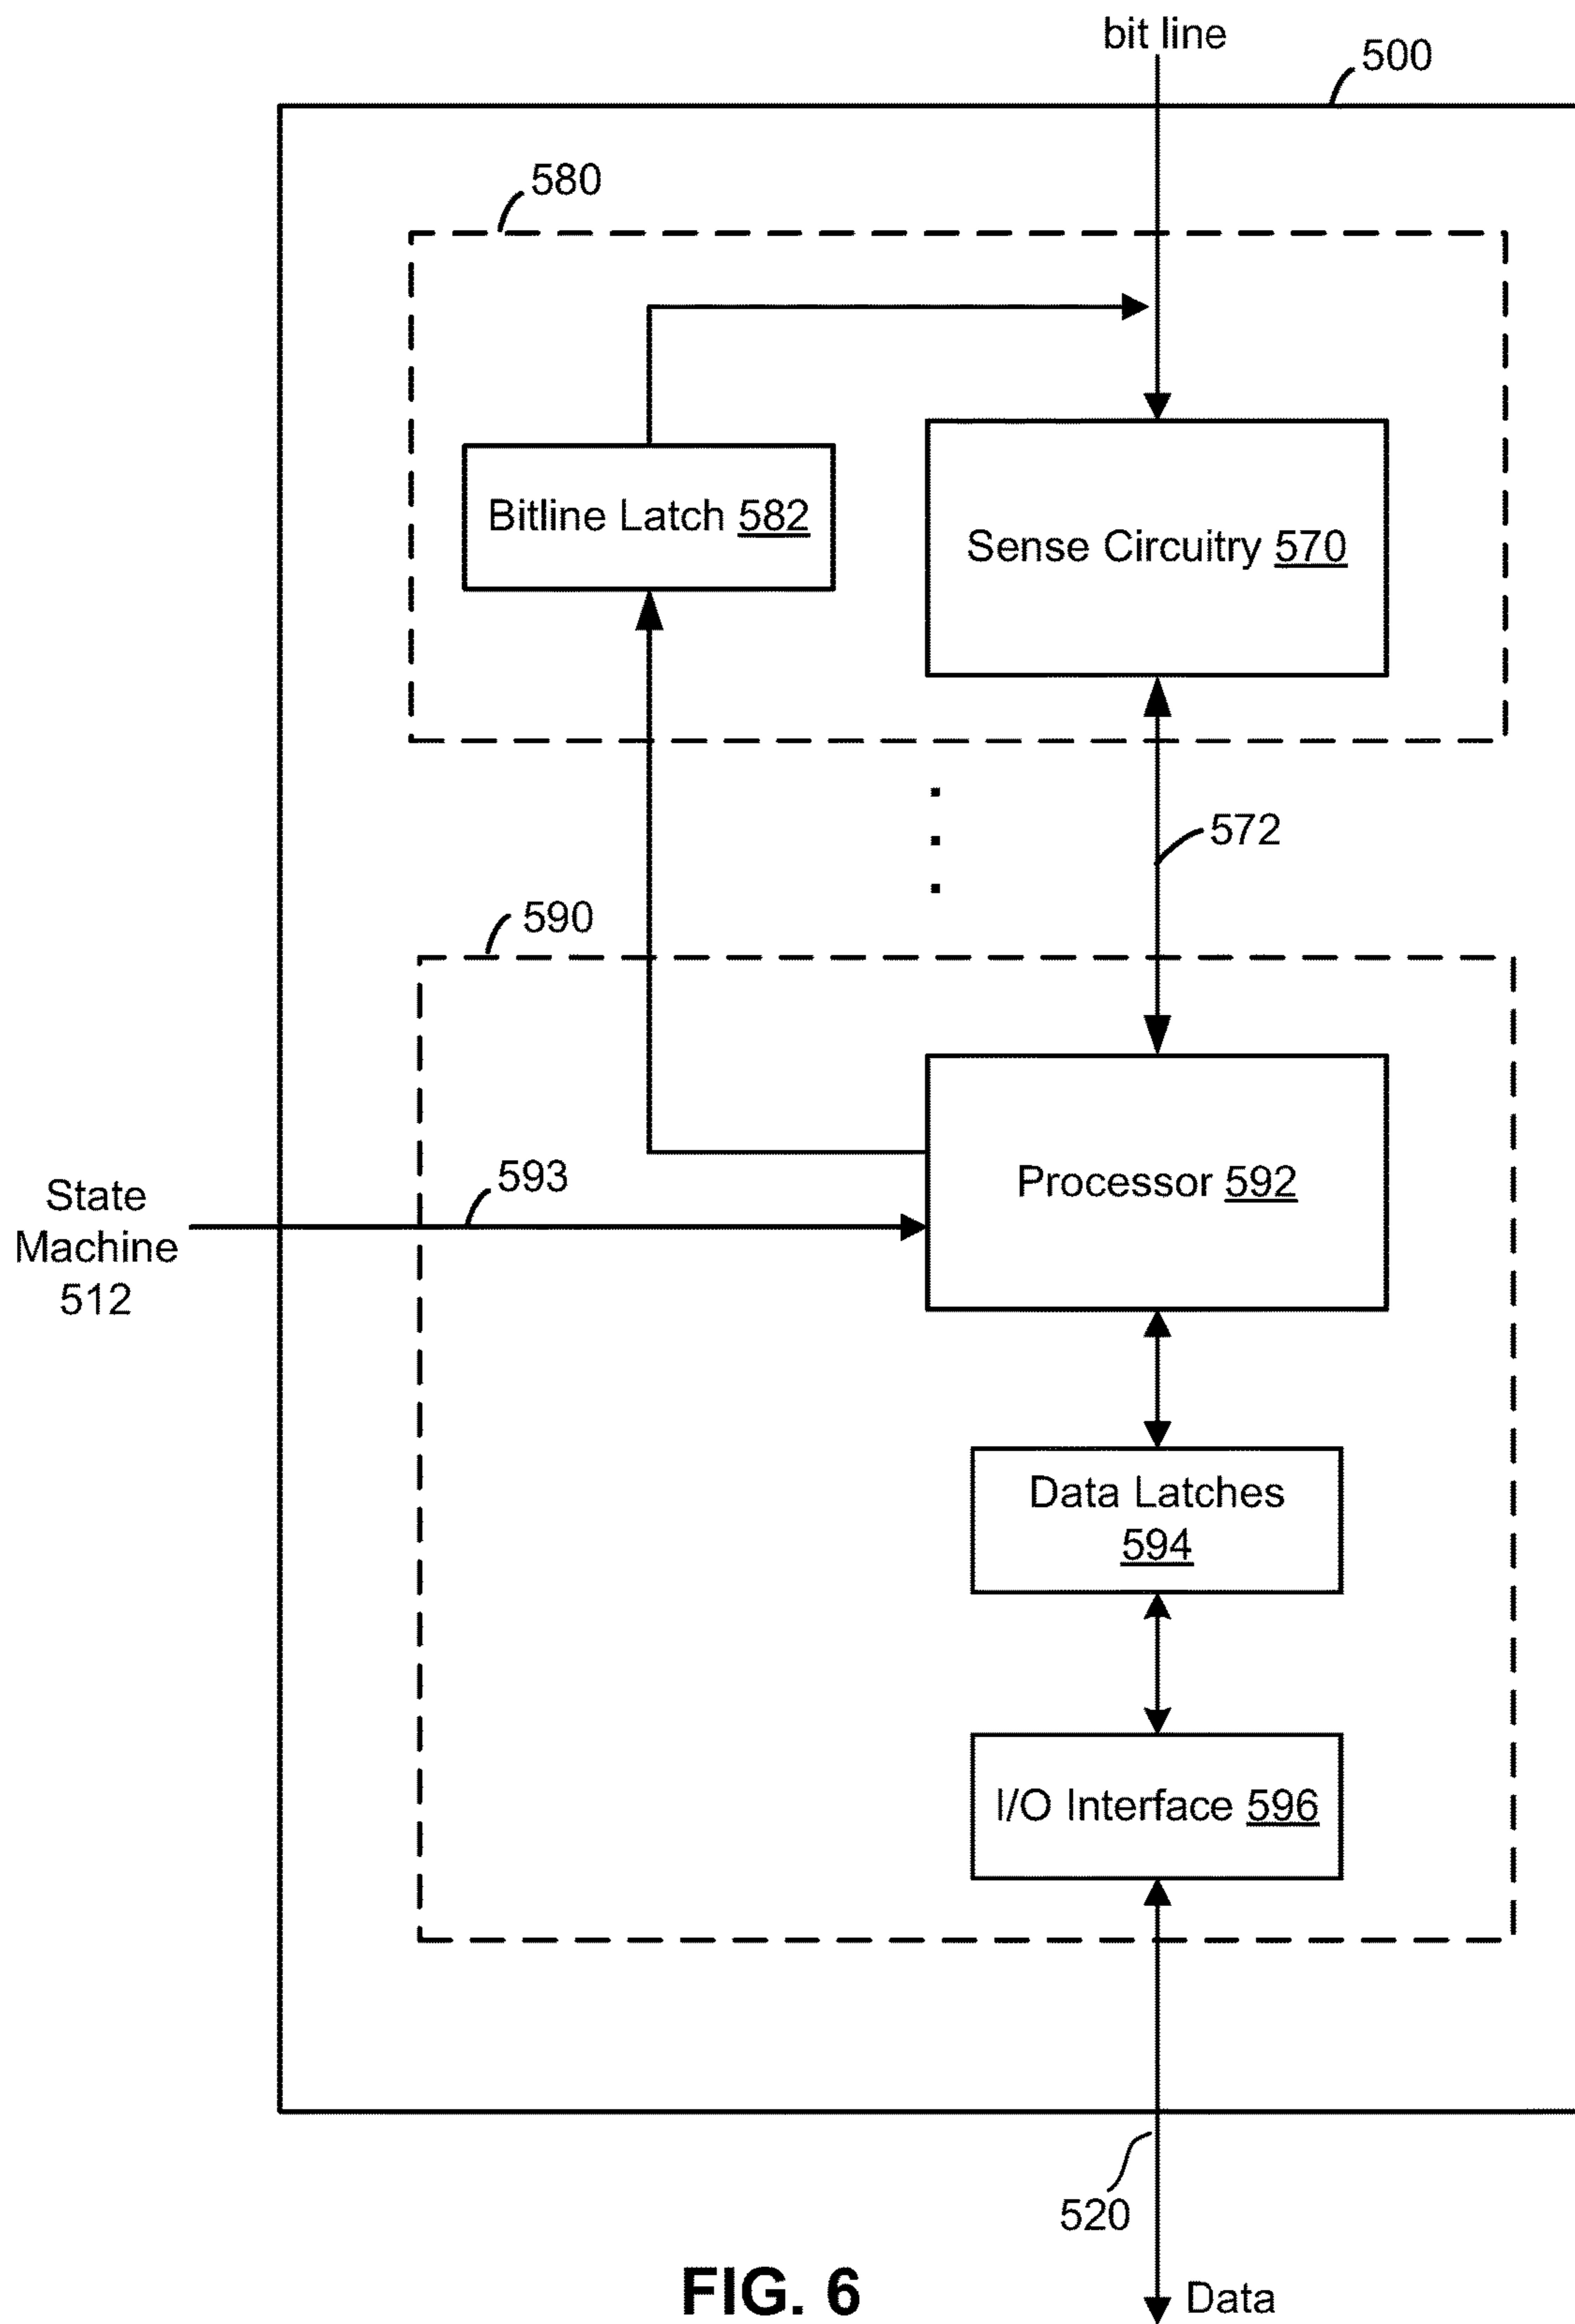 bit line
500
580
Bitline Latch 582
Sense Circuitry 570
572
590
593
State
Machine
512
Processor 592
Data Latches
594
I/O Interface 596
520
Data
FIG. 6